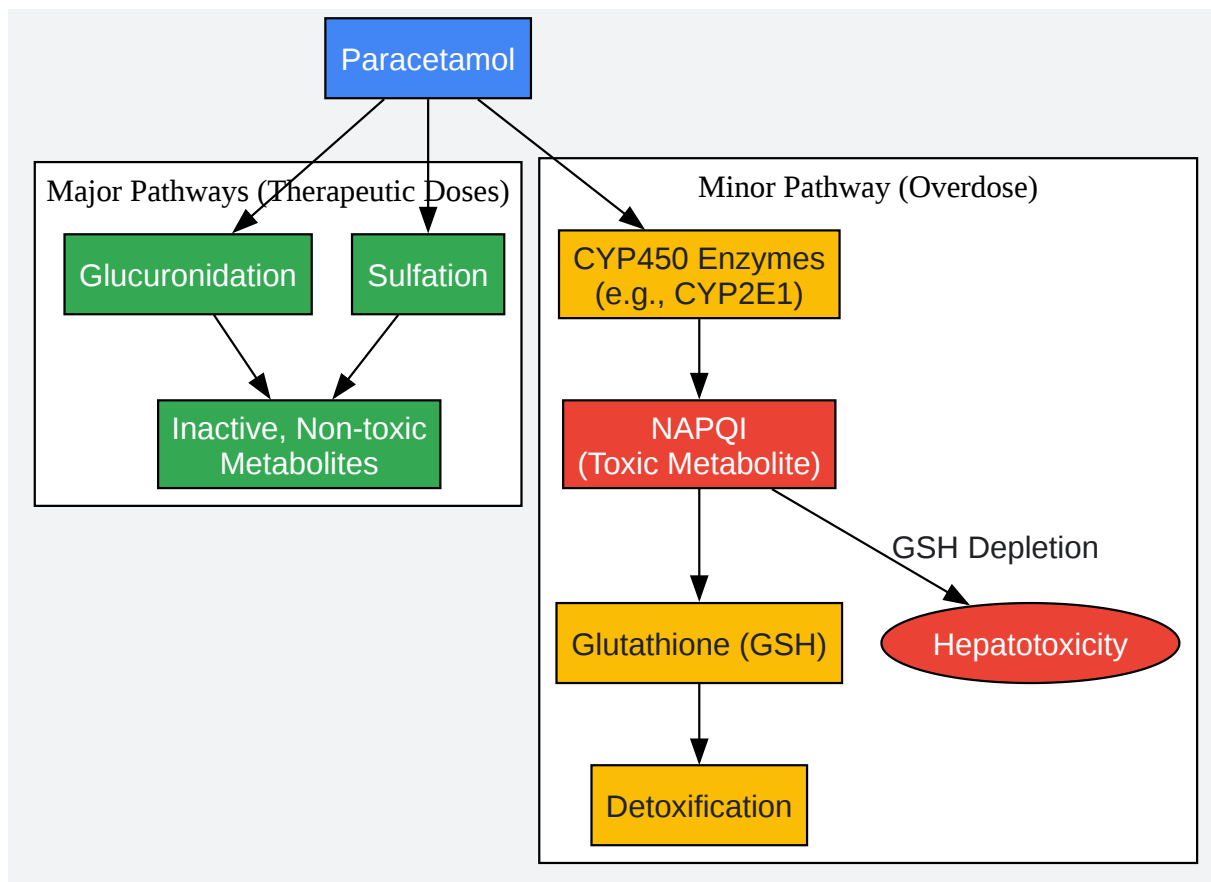 Paracetamol
Major Pathways (Therapeutic Doses)
Minor Pathway (Overdose)
Glucuronidation
Sulfation
CYP450 Enzymes
(e.g., CYP2E1)
Inactive, Non-toxic
Metabolites
NAPQI
(Toxic Metabolite)
GSH Depletion
Glutathione (GSH)
Hepatotoxicity
Detoxification